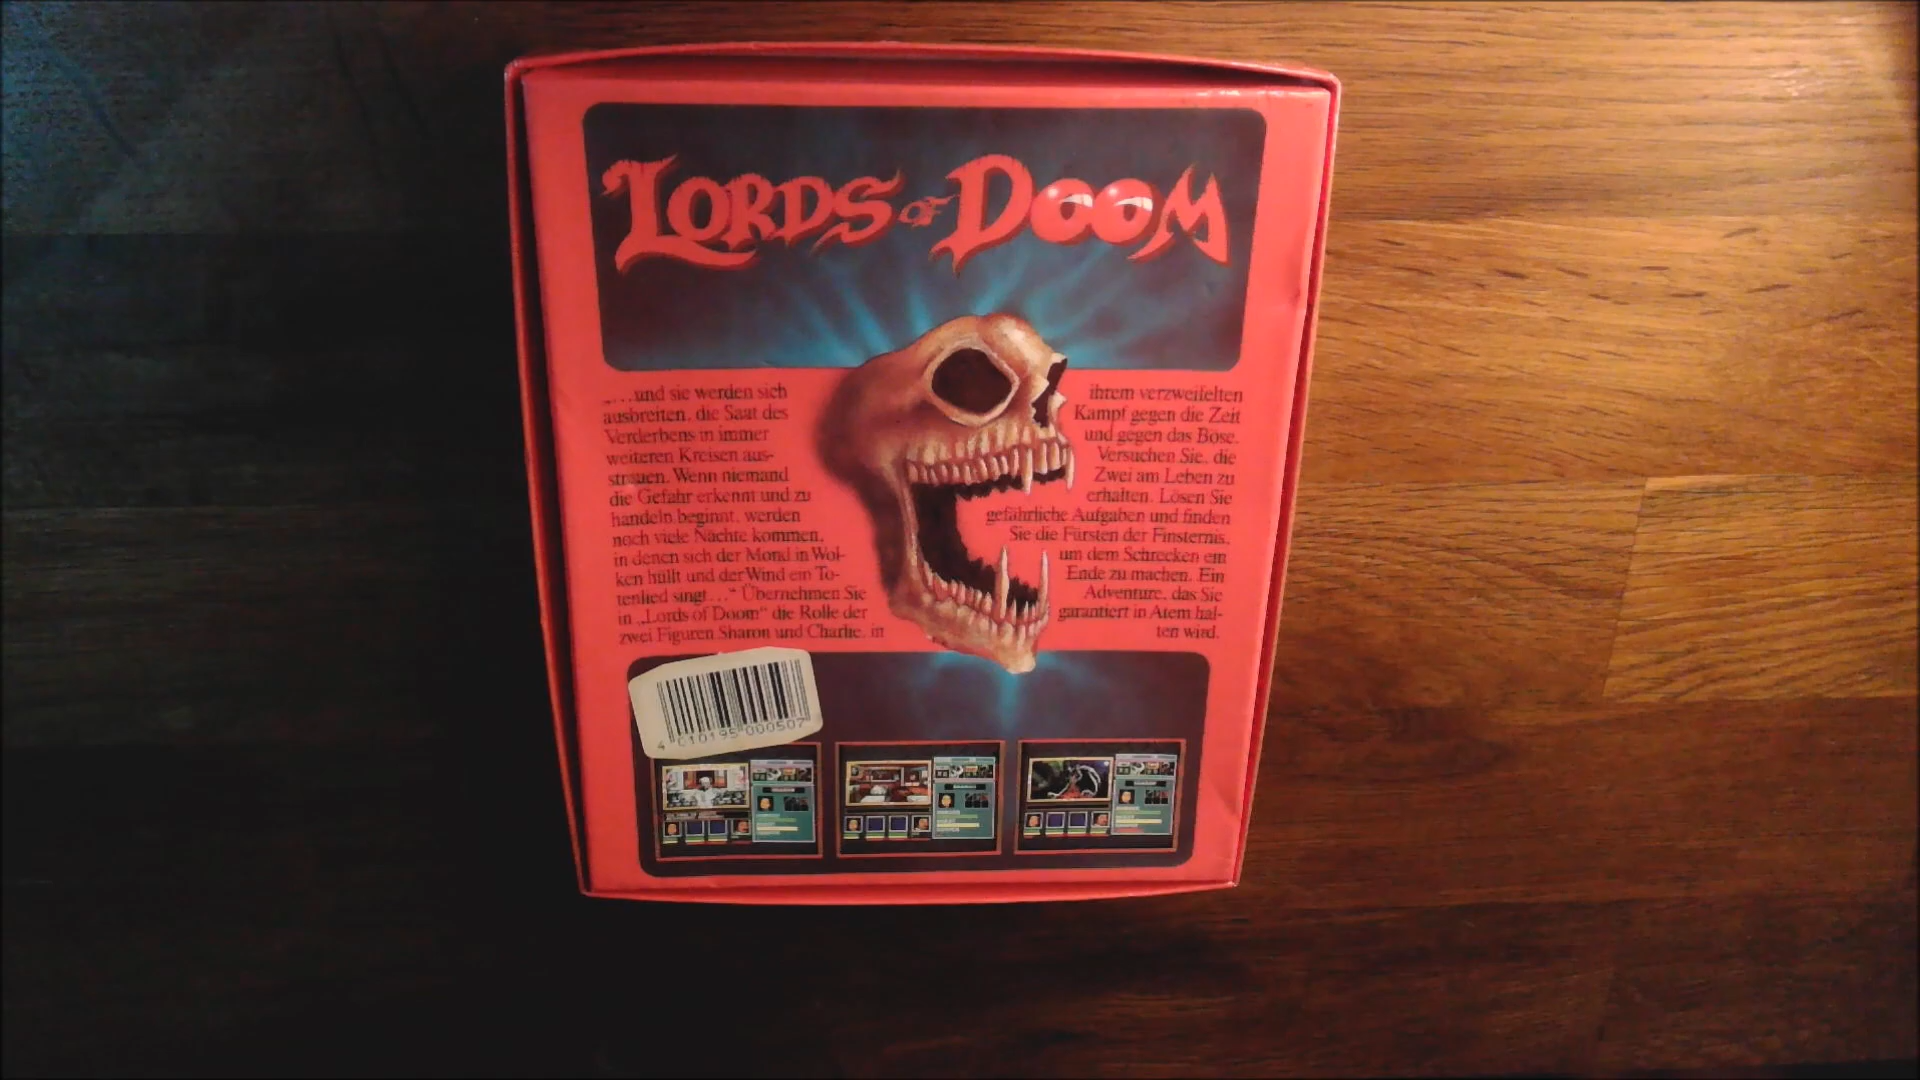 LORDS OF DOOM
„...und sie werden sich
ausbreiten, die Saat des
Verderbens in immer
weiteren Kreisen aus-
streuen. Wenn niemand
die Gefahr erkennt und zu
handeln beginnt, werden
noch viele Nächte kommen,
in denen sich der Mond in Wol-
ken hüllt und der Wind ein To-
tenlied singt...“ Übernehmen Sie
in „Lords of Doom“ die Rolle der
zwei Figuren Sharon und Charlie, in
ihrem verzweifelten
Kampf gegen die Zeit
und gegen das Böse.
Versuchen Sie, die
Zwei am Leben zu
erhalten. Lösen Sie
gefährliche Aufgaben und finden
Sie die Fürsten der Finsternis,
um dem Schrecken ein
Ende zu machen. Ein
Adventure, das Sie
garantiert in Atem hal-
ten wird.
4 010195 000507